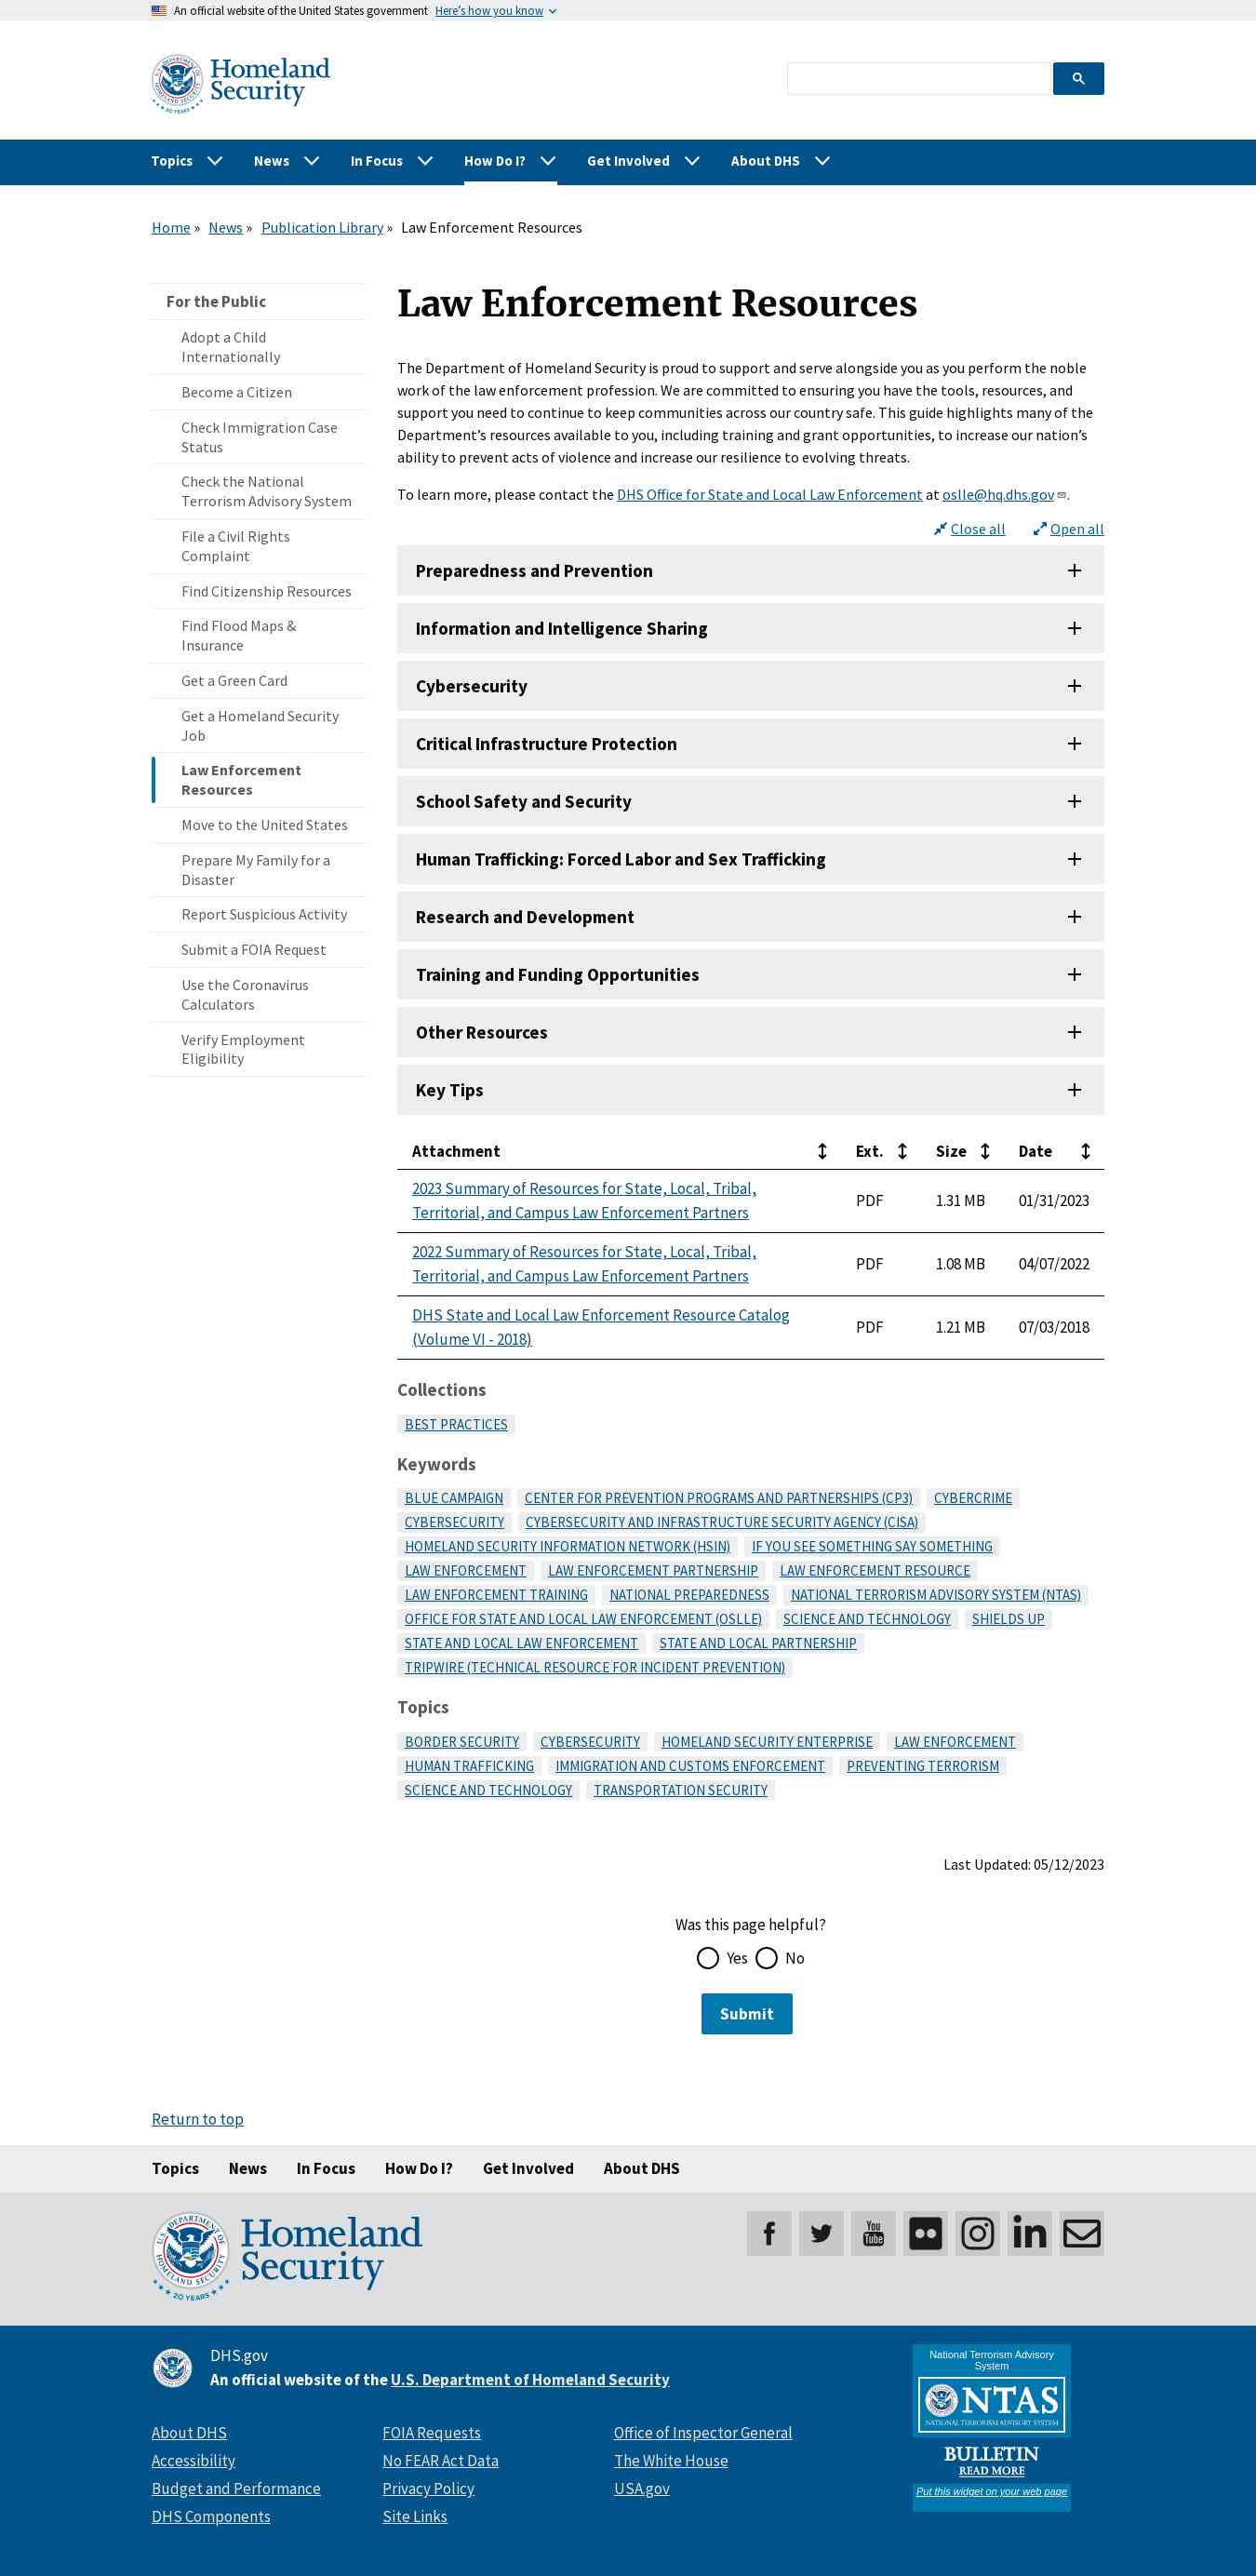 An official website of the United States government Here's how you know
Homeland
Security
Topics News In Focus How Do I? Get Involved About DHS
Home » News » Publication Library » Law Enforcement Resources
For the Public
Adopt a Child
Internationally
Become a Citizen
Check Immigration Case
Status
Check the National
Terrorism Advisory System
File a Civil Rights
Complaint
Find Citizenship Resources
Find Flood Maps &
Insurance
Get a Green Card
Get a Homeland Security
Job
Law Enforcement
Resources
Move to the United States
Prepare My Family for a
Disaster
Report Suspicious Activity
Submit a FOIA Request
Use the Coronavirus
Calculators
Verify Employment
Eligibility
Law Enforcement Resources
The Department of Homeland Security is proud to support and serve alongside you as you perform the noble
work of the law enforcement profession. We are committed to ensuring you have the tools, resources, and
support you need to continue to keep communities across our country safe. This guide highlights many of the
Department's resources available to you, including training and grant opportunities, to increase our nation's
ability to prevent acts of violence and increase our resilience to evolving threats.
To learn more, please contact the DHS Office for State and Local Law Enforcement at oslle@hq.dhs.gov.
Close all Open all
Preparedness and Prevention
Information and Intelligence Sharing
Cybersecurity
Critical Infrastructure Protection
School Safety and Security
Human Trafficking: Forced Labor and Sex Trafficking
Research and Development
Training and Funding Opportunities
Other Resources
Key Tips
Attachment Ext. Size Date
2023 Summary of Resources for State, Local, Tribal,
Territorial, and Campus Law Enforcement Partners PDF 1.31 MB 01/31/2023
2022 Summary of Resources for State, Local, Tribal,
Territorial, and Campus Law Enforcement Partners PDF 1.08 MB 04/07/2022
DHS State and Local Law Enforcement Resource Catalog
(Volume VI - 2018) PDF 1.21 MB 07/03/2018
Collections
BEST PRACTICES
Keywords
BLUE CAMPAIGN CENTER FOR PREVENTION PROGRAMS AND PARTNERSHIPS (CP3) CYBERCRIME
CYBERSECURITY CYBERSECURITY AND INFRASTRUCTURE SECURITY AGENCY (CISA)
HOMELAND SECURITY INFORMATION NETWORK (HSIN) IF YOU SEE SOMETHING SAY SOMETHING
LAW ENFORCEMENT LAW ENFORCEMENT PARTNERSHIP LAW ENFORCEMENT RESOURCE
LAW ENFORCEMENT TRAINING NATIONAL PREPAREDNESS NATIONAL TERRORISM ADVISORY SYSTEM (NTAS)
OFFICE FOR STATE AND LOCAL LAW ENFORCEMENT (OSLLE) SCIENCE AND TECHNOLOGY SHIELDS UP
STATE AND LOCAL LAW ENFORCEMENT STATE AND LOCAL PARTNERSHIP
TRIPWIRE (TECHNICAL RESOURCE FOR INCIDENT PREVENTION)
Topics
BORDER SECURITY CYBERSECURITY HOMELAND SECURITY ENTERPRISE LAW ENFORCEMENT
HUMAN TRAFFICKING IMMIGRATION AND CUSTOMS ENFORCEMENT PREVENTING TERRORISM
SCIENCE AND TECHNOLOGY TRANSPORTATION SECURITY
Last Updated: 05/12/2023
Was this page helpful?
Yes No
Submit
Return to top
Topics News In Focus How Do I? Get Involved About DHS
U.S. DEPARTMENT OF
HOMELAND SECURITY
20 YEARS
Homeland
Security
You
Tube
DHS.gov
An official website of the U.S. Department of Homeland Security
About DHS
Accessibility
Budget and Performance
DHS Components
FOIA Requests
No FEAR Act Data
Privacy Policy
Site Links
Office of Inspector General
The White House
USA.gov
National Terrorism Advisory
System
NTAS
NATIONAL TERRORISM ADVISORY SYSTEM
BULLETIN
READ MORE
Put this widget on your web page